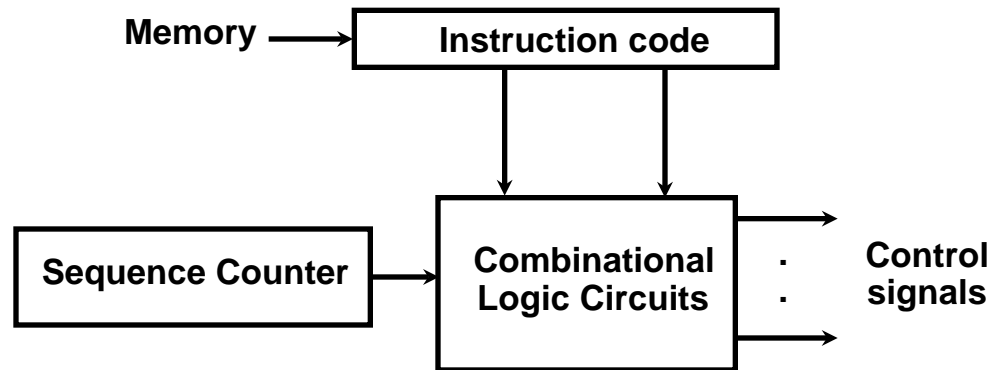 Memory
Instruction code
Sequence Counter
Combinational
Logic Circuits
.
.
Control
signals